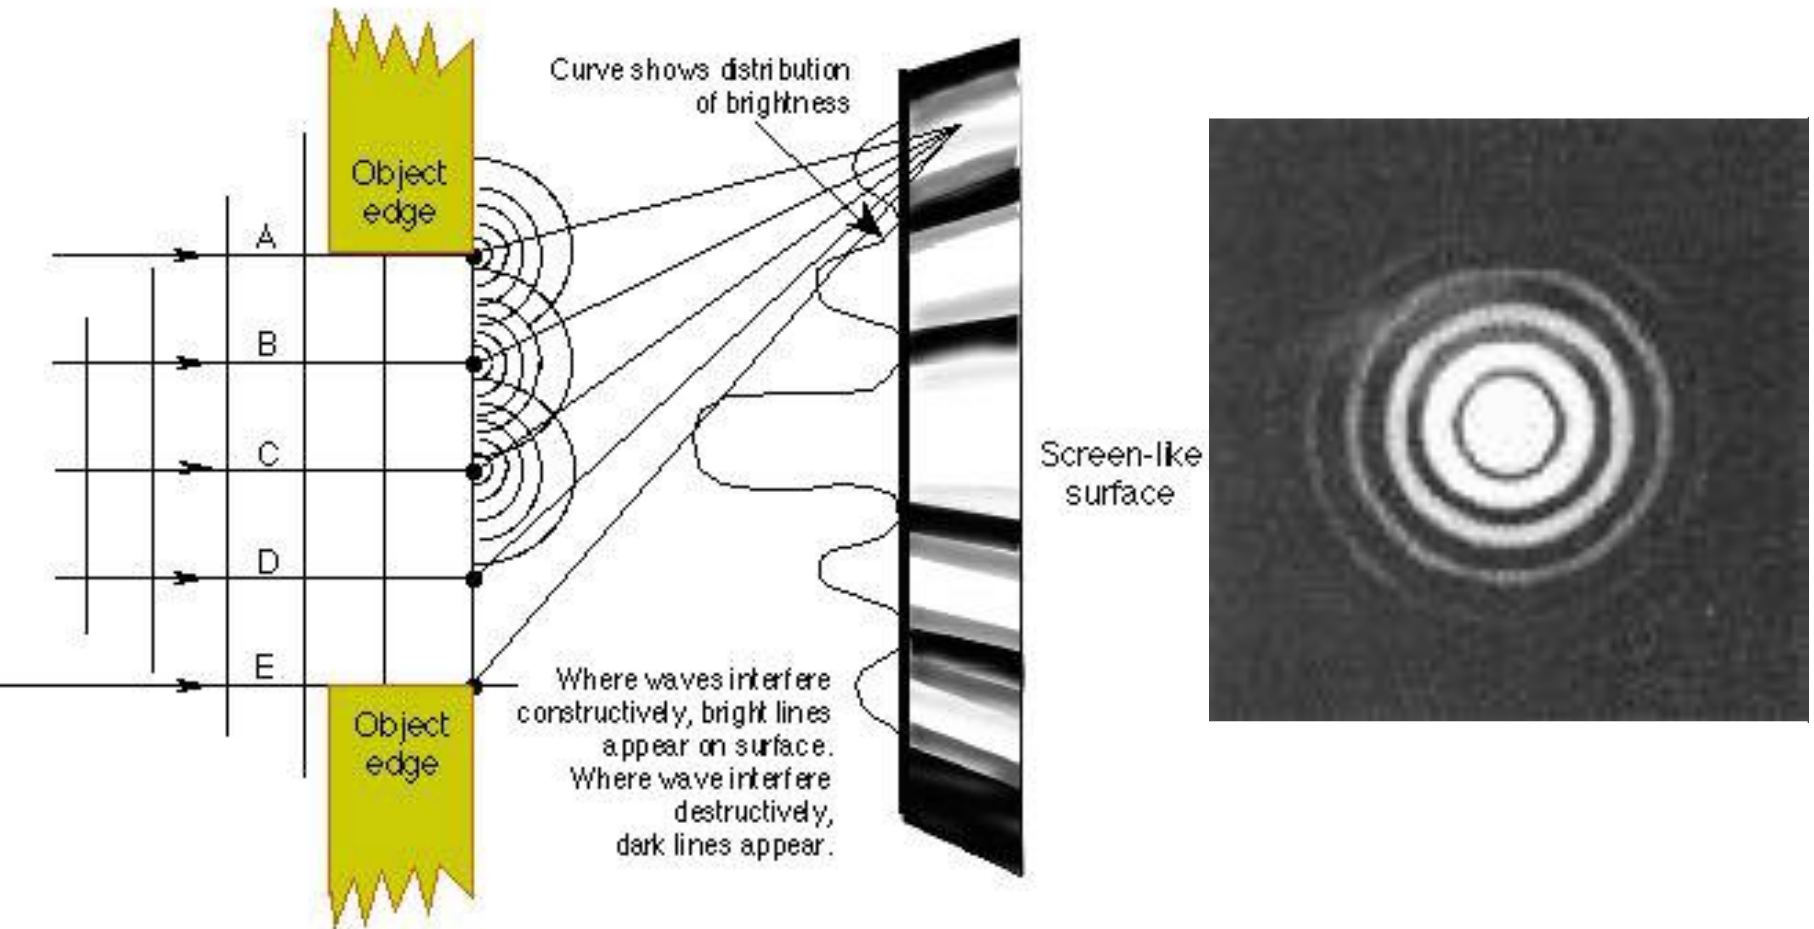 Curve shows distribution
of brightness
Object
edge
A
B
C
D
E
Screen-like
surface
Object
edge
Where waves interfere
constructively, bright lines
appear on surface.
Where wave interfere
destructively,
dark lines appear.